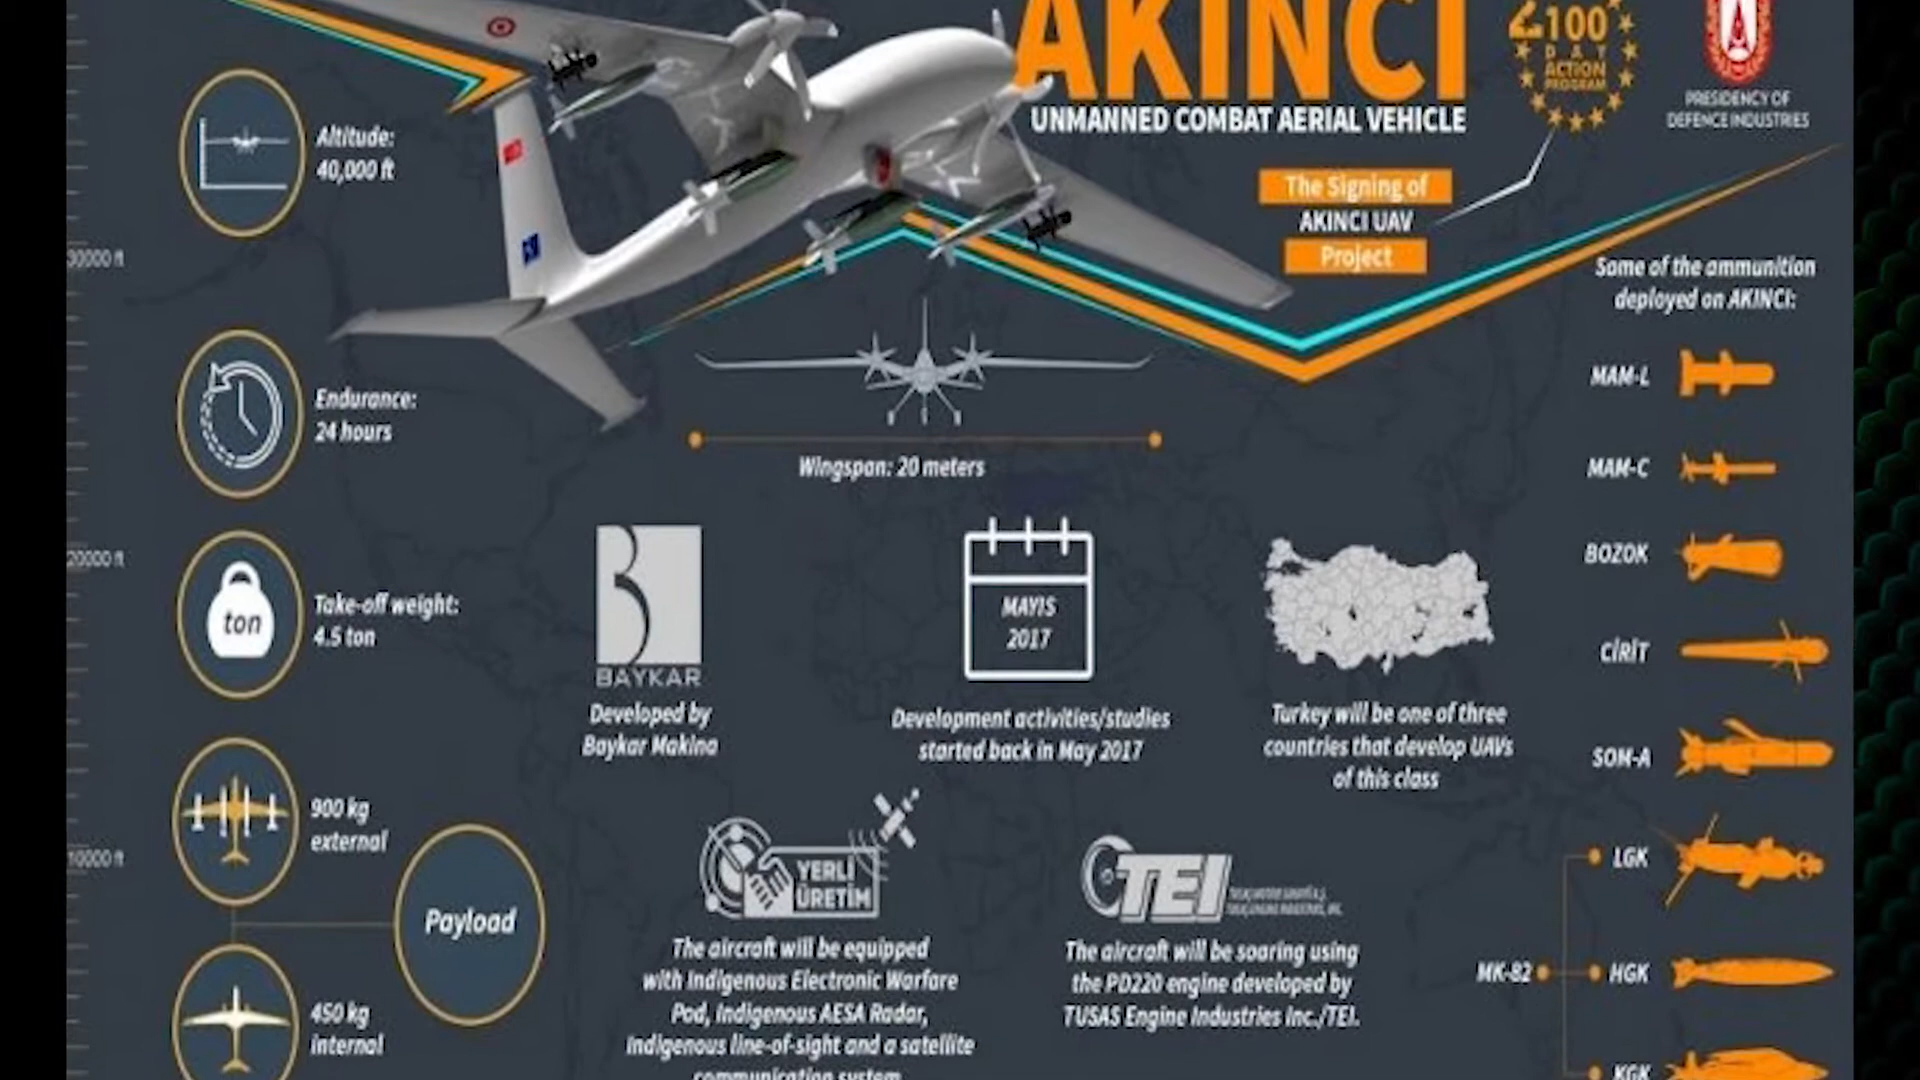 AKINCI
UNMANNED COMBAT AERIAL VEHICLE
100
DAY
ACTION
PROGRAM
PRESIDENCY OF
DEFENCE INDUSTRIES
The Signing of
AKINCI UAV
Project
Altitude:
40,000 ft
30000 ft
Endurance:
24 hours
Wingspan: 20 meters
20000 ft
ton
Take-off weight:
4.5 ton
BAYKAR
Developed by
Baykar Makina
MAYIS
2017
Development activities/studies
started back in May 2017
Turkey will be one of three
countries that develop UAVs
of this class
900 kg
external
10000 ft
Payload
450 kg
internal
YERLİ
ÜRETİM
The aircraft will be equipped
with Indigenous Electronic Warfare
Pod, Indigenous AESA Radar,
Indigenous line-of-sight and a satellite
communication system
TEI
The aircraft will be soaring using
the PD220 engine developed by
TUSAS Engine Industries Inc./TEI.
Some of the ammunition
deployed on AKINCI:
MAM-L
MAM-C
BOZOK
CİRİT
SOM-A
LGK
MK-82
HGK
KGK